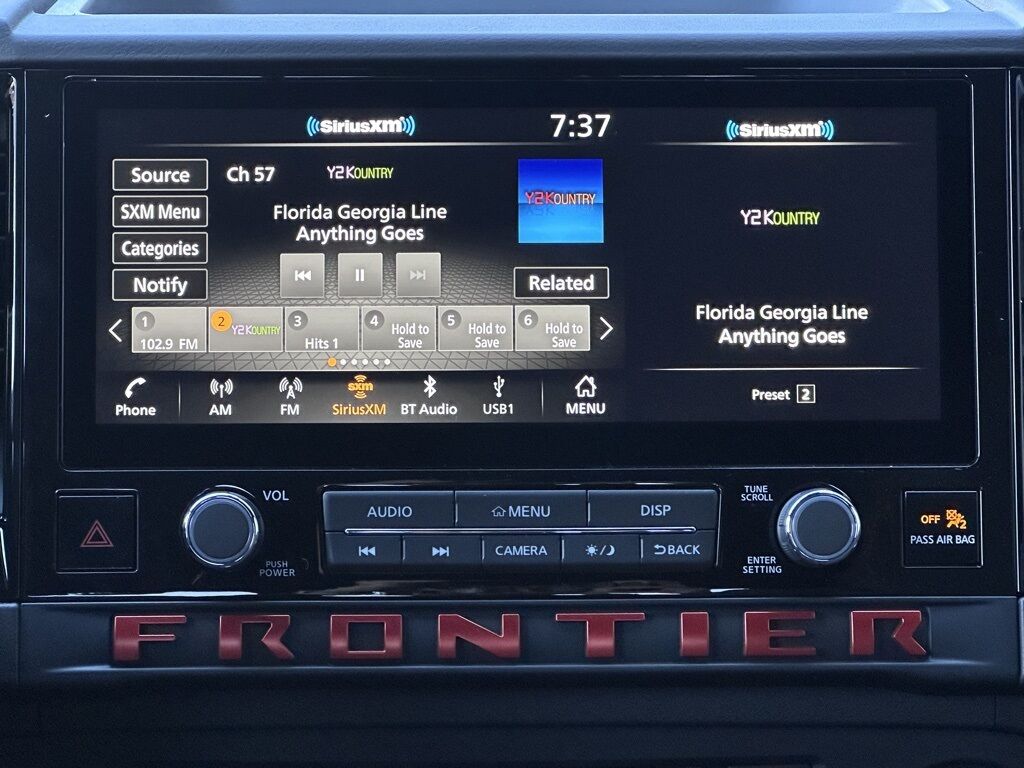 SiriusXM
7:37
SiriusXM
Source
Ch 57
Y2KOUNTRY
SXM Menu
Florida Georgia Line
Anything Goes
Y2KOUNTRY
Y2KOUNTRY
Categories
Notify
Related
Florida Georgia Line
Anything Goes
1
102.9 FM
2
Y2KOUNTRY
3
Hits 1
4
Hold to
Save
5
Hold to
Save
6
Hold to
Save
Preset 2
Phone
AM
FM
sxm
SiriusXM
BT Audio
USB1
MENU
VOL
PUSH
POWER
AUDIO
MENU
DISP
CAMERA
BACK
TUNE
SCROLL
ENTER
SETTING
OFF 2
PASS AIR BAG
FRONTIER